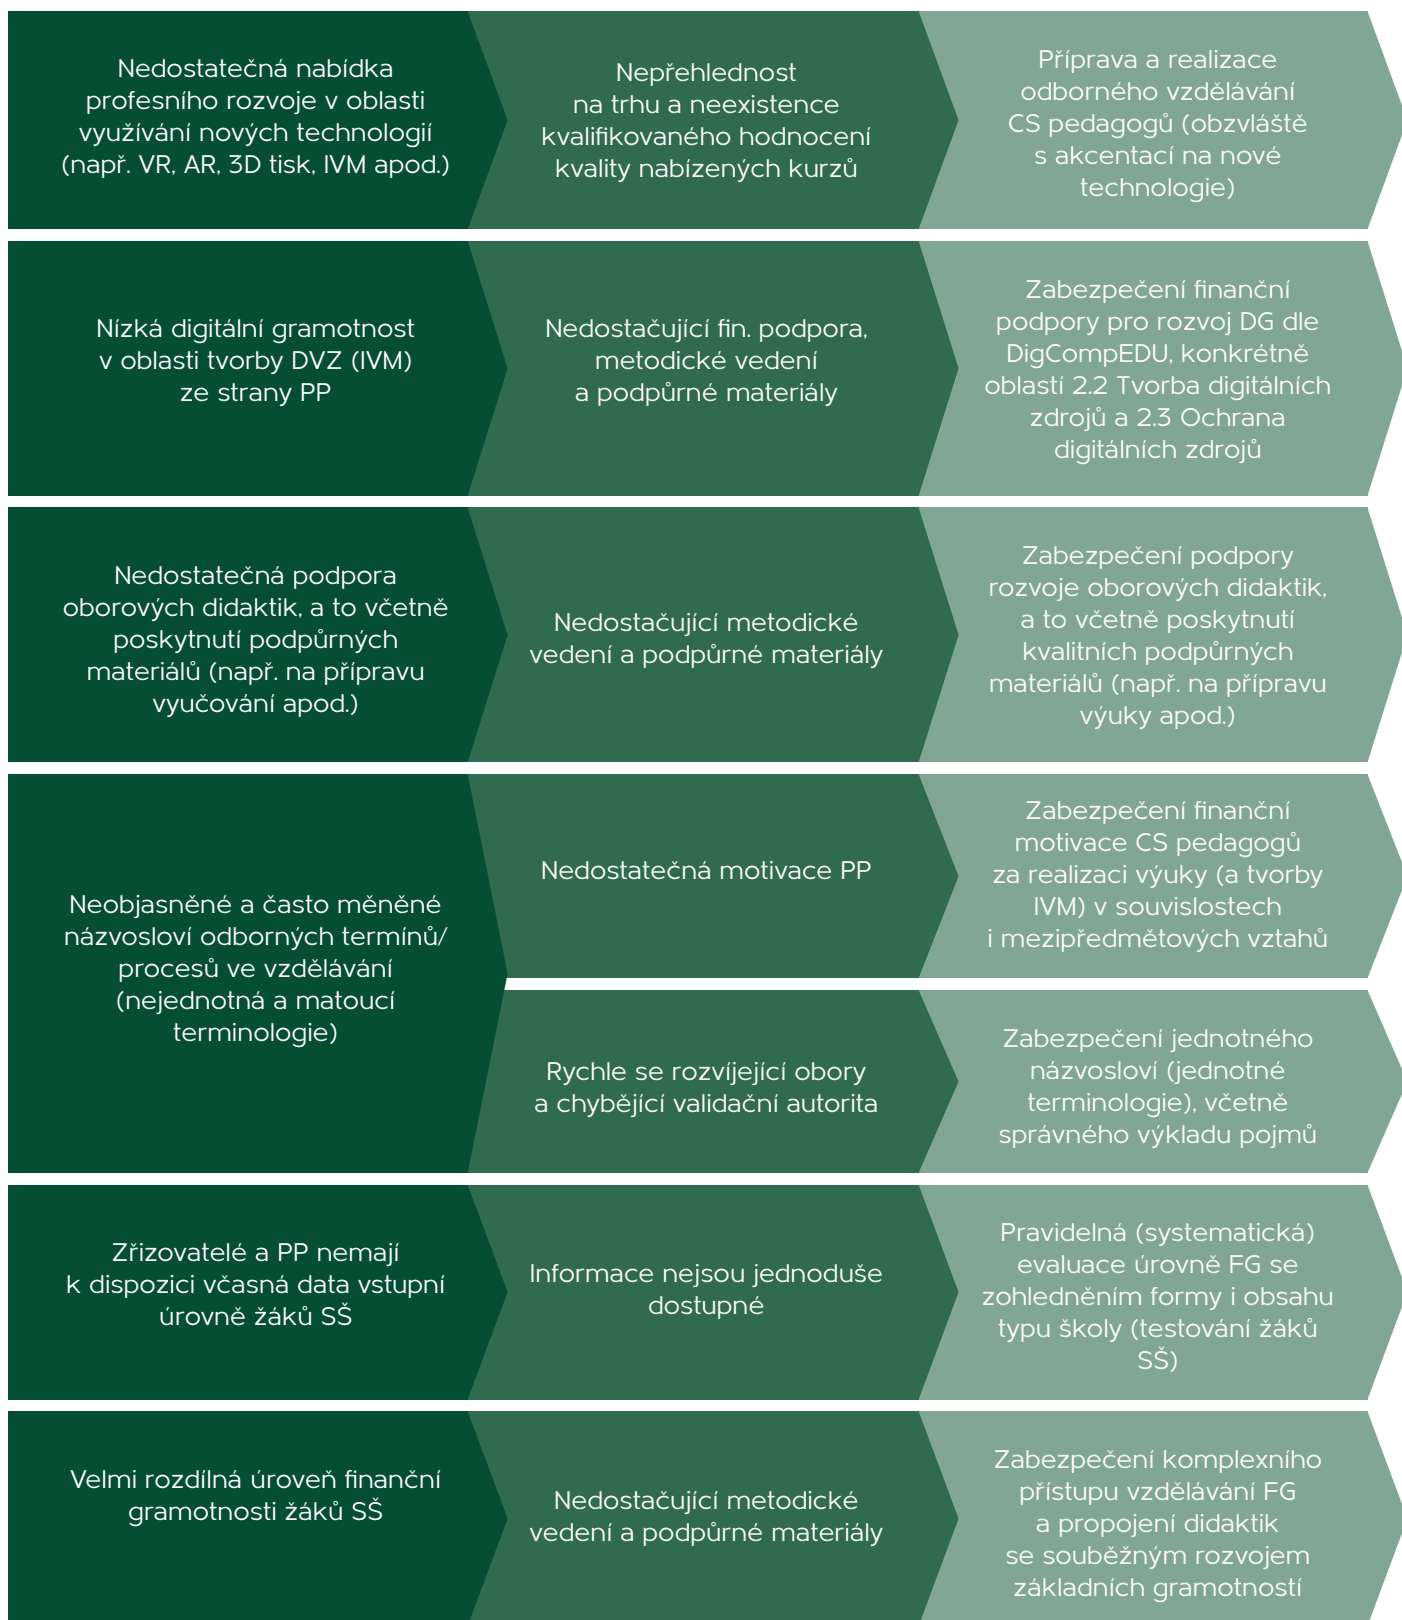 Nedostatečná nabídka
profesního rozvoje v oblasti
využívání nových technologií
(např. VR, AR, 3D tisk, IVM apod.)
Nepřehlednost
na trhu a neexistence
kvalifikovaného hodnocení
kvality nabízených kurzů
Příprava a realizace
odborného vzdělávání
CS pedagogů (obzvláště
s akcentací na nové
technologie)
Nízká digitální gramotnost
v oblasti tvorby DVZ (IVM)
ze strany PP
Nedostačující fin. podpora,
metodické vedení
a podpůrné materiály
Zabezpečení finanční
podpory pro rozvoj DG dle
DigCompEDU, konkrétně
oblastí 2.2 Tvorba digitálních
zdrojů a 2.3 Ochrana
digitálních zdrojů
Nedostatečná podpora
oborových didaktik, a to včetně
poskytnutí podpůrných
materiálů (např. na přípravu
vyučování apod.)
Nedostačující metodické
vedení a podpůrné materiály
Zabezpečení podpory
rozvoje oborových didaktik,
a to včetně poskytnutí
kvalitních podpůrných
materiálů (např. na přípravu
výuky apod.)
Neobjasněné a často měněné
názvosloví odborných termínů/
procesů ve vzdělávání
(nejednotná a matoucí
terminologie)
Nedostatečná motivace PP
Zabezpečení finanční
motivace CS pedagogů
za realizaci výuky (a tvorby
IVM) v souvislostech
i mezipředmětových vztahů
Rychle se rozvíjející obory
a chybějící validační autorita
Zabezpečení jednotného
názvosloví (jednotné
terminologie), včetně
správného výkladu pojmů
Zřizovatelé a PP nemají
k dispozici včasná data vstupní
úrovně žáků SŠ
Informace nejsou jednoduše
dostupné
Pravidelná (systematická)
evaluace úrovně FG se
zohledněním formy i obsahu
typu školy (testování žáků
SŠ)
Velmi rozdílná úroveň finanční
gramotnosti žáků SŠ
Nedostačující metodické
vedení a podpůrné materiály
Zabezpečení komplexního
přístupu vzdělávání FG
a propojení didaktik
se souběžným rozvojem
základních gramotností